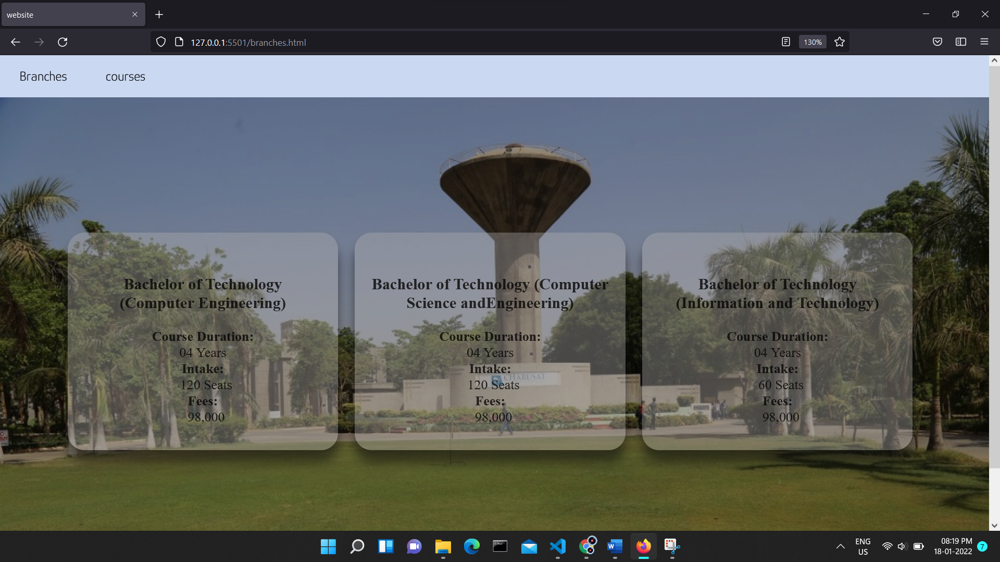 website
127.0.0.1:5501/branches.html
130%
Branches
courses
Bachelor of Technology
(Computer Engineering)
Course Duration:
04 Years
Intake:
120 Seats
Fees:
98,000
Bachelor of Technology (Computer
Science andEngineering)
Course Duration:
04 Years
Intake:
CHARUSAT
120 Seats
Fees:
98,000
Bachelor of Technology
(Information and Technology)
Course Duration:
04 Years
Intake:
60 Seats
Fees:
98,000
ENG
US
08:19 PM
18-01-2022
7